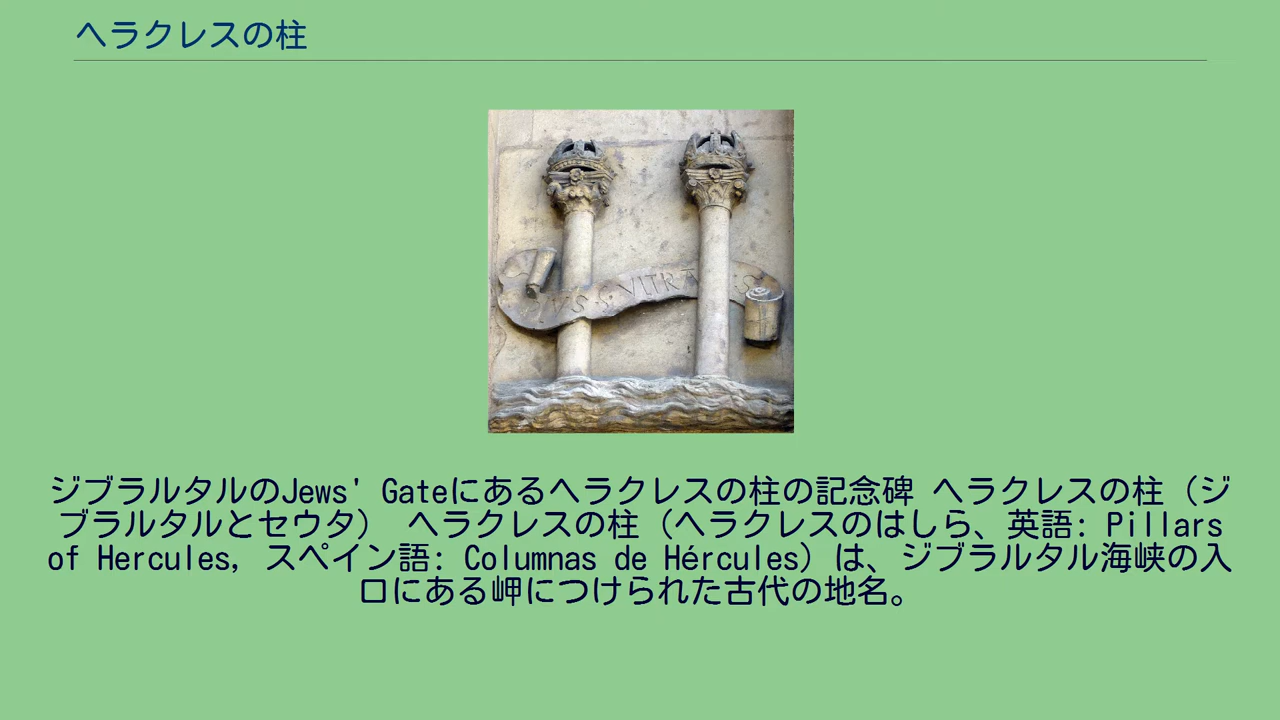 ヘラクレスの柱
VLTRA
ジブラルタルのJews' Gateにあるヘラクレスの柱の記念碑 ヘラクレスの柱（ジ
ブラルタルとセウタ） ヘラクレスの柱（ヘラクレスのはしら、英語: Pillars
of Hercules, スペイン語: Columnas de Hércules）は、ジブラルタル海峡の入
口にある岬につけられた古代の地名。